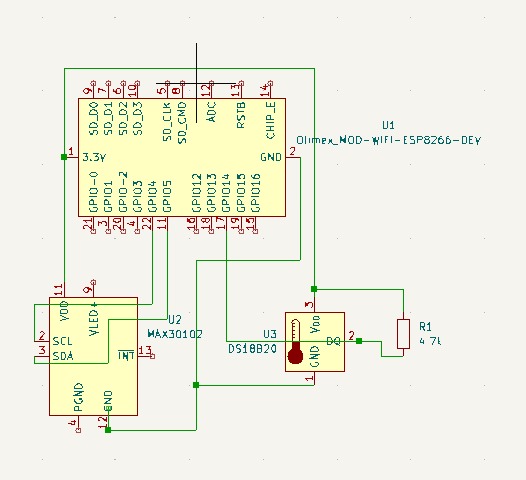 9 7 6 10 5 8 12 13 14
SD_D0 SD_D1 SD_D2 SD_D3 SD_CLK SD_CMD ADC RSTB CHIP_E
U1
Olimex_MOD-WIFI-ESP8266-DEV
1 3.3V GND 2
GPIO-0 GPIO1 GPIO-2 GPIO3 GPIO4 GPIO5 GPIO12 GPIO13 GPIO14 GPIO15 GPIO16
21 3 20 4 22 11 16 18 17 19 15
11 9
VDD VLED+
U2
MAX30102
2 SCL
3 SDA
INT 13
PGND GND
4 12
3
VDD
U3
DS18B20
DQ 2
GND
1
R1
4.7k